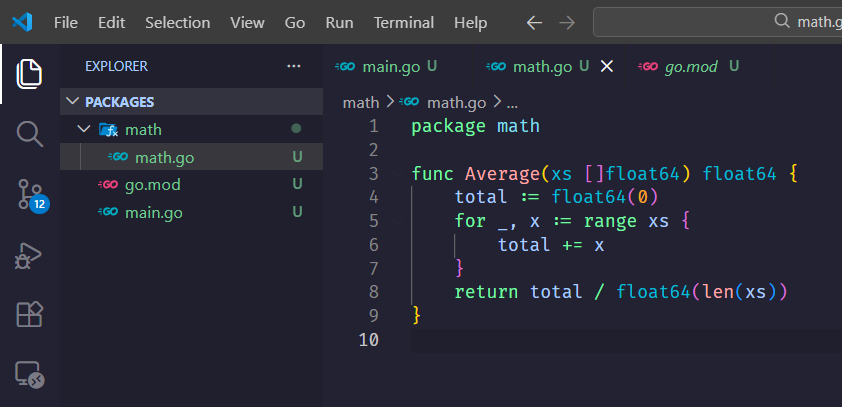 File Edit Selection View Go Run Terminal Help math.g
EXPLORER ...
PACKAGES
math
math.go U
go.mod U
main.go U
12
main.go U math.go U go.mod U
math > math.go > ...
1 package math
2
3 func Average(xs []float64) float64 {
4 total := float64(0)
5 for _, x := range xs {
6 total += x
7 }
8 return total / float64(len(xs))
9 }
10